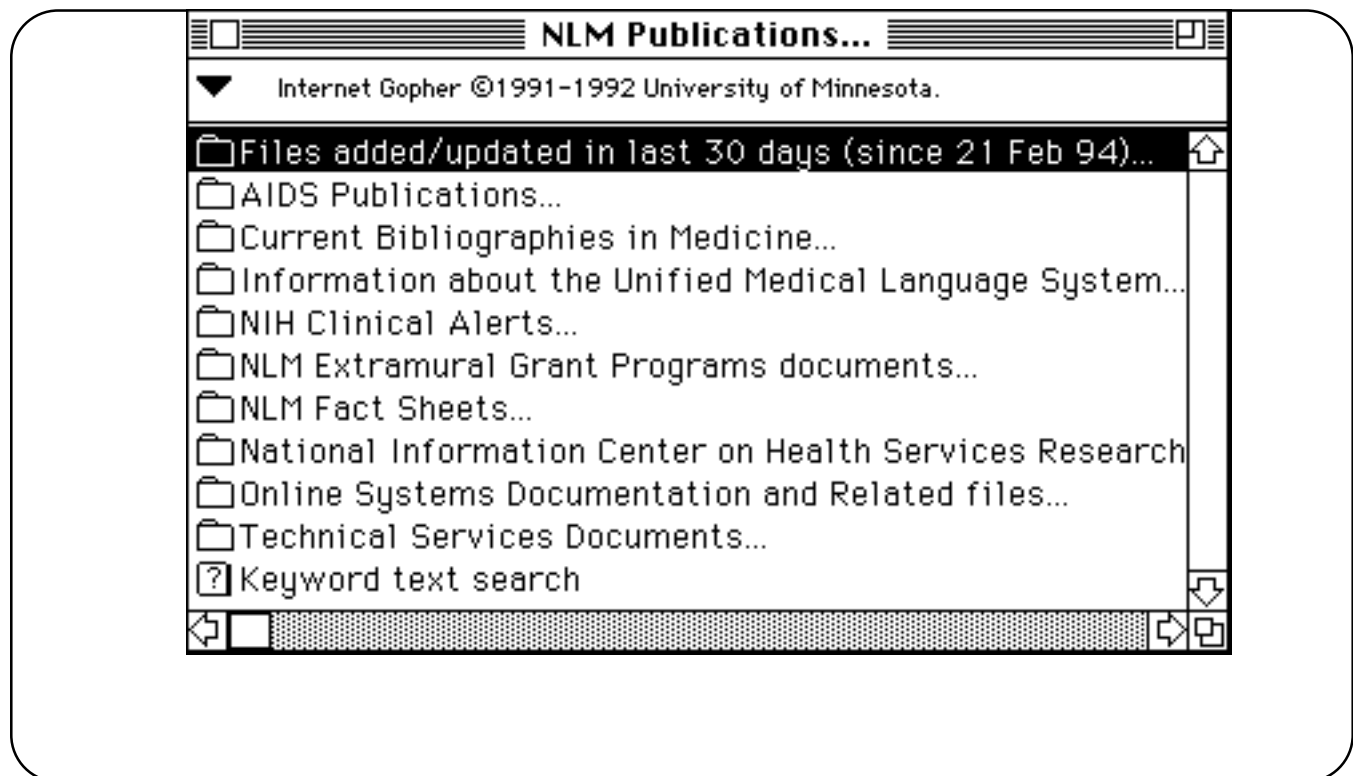 NLM Publications...
Internet Gopher ©1991-1992 University of Minnesota.
Files added/updated in last 30 days (since 21 Feb 94)...
AIDS Publications...
Current Bibliographies in Medicine...
Information about the Unified Medical Language System...
NIH Clinical Alerts...
NLM Extramural Grant Programs documents...
NLM Fact Sheets...
National Information Center on Health Services Research
Online Systems Documentation and Related files...
Technical Services Documents...
? Keyword text search